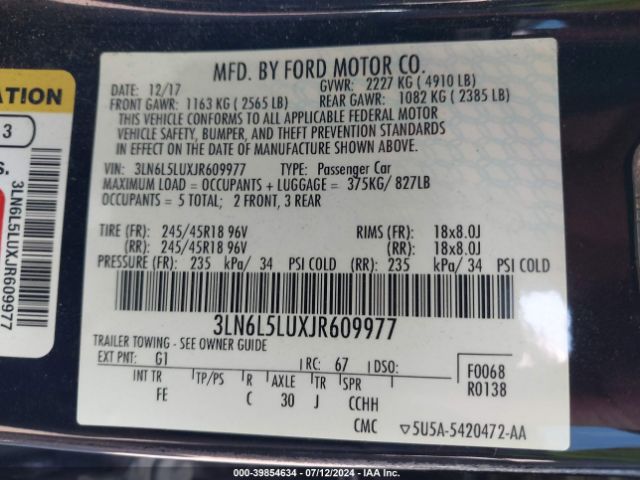 MFD. BY FORD MOTOR CO.
DATE: 12/17
GVWR: 2227 KG ( 4910 LB)
FRONT GAWR: 1163 KG ( 2565 LB)
REAR GAWR: 1082 KG ( 2385 LB)
THIS VEHICLE CONFORMS TO ALL APPLICABLE FEDERAL MOTOR
VEHICLE SAFETY, BUMPER, AND THEFT PREVENTION STANDARDS
IN EFFECT ON THE DATE OF MANUFACTURE SHOWN ABOVE.
VIN: 3LN6L5LUXJR609977 TYPE: Passenger Car
MAXIMUM LOAD = OCCUPANTS + LUGGAGE = 375KG/ 827LB
OCCUPANTS = 5 TOTAL; 2 FRONT, 3 REAR
TIRE (FR): 245/45R18 96V RIMS (FR): 18x8.0J
(RR): 245/45R18 96V (RR): 18x8.0J
PRESSURE (FR): 235 kPa/ 34 PSI COLD (RR): 235 kPa/ 34 PSI COLD
3LN6L5LUXJR609977
TRAILER TOWING - SEE OWNER GUIDE
EXT PNT: G1 RC: 67 DSO:
F0068
R0138
INT TR TP/PS R AXLE TR SPR
FE C 30 J CCHH
CMC ▽5U5A-5420472-AA
ATION
3
s.
3LN6L5LUXJR609977
000-39854634 - 07/12/2024 - IAA Inc.